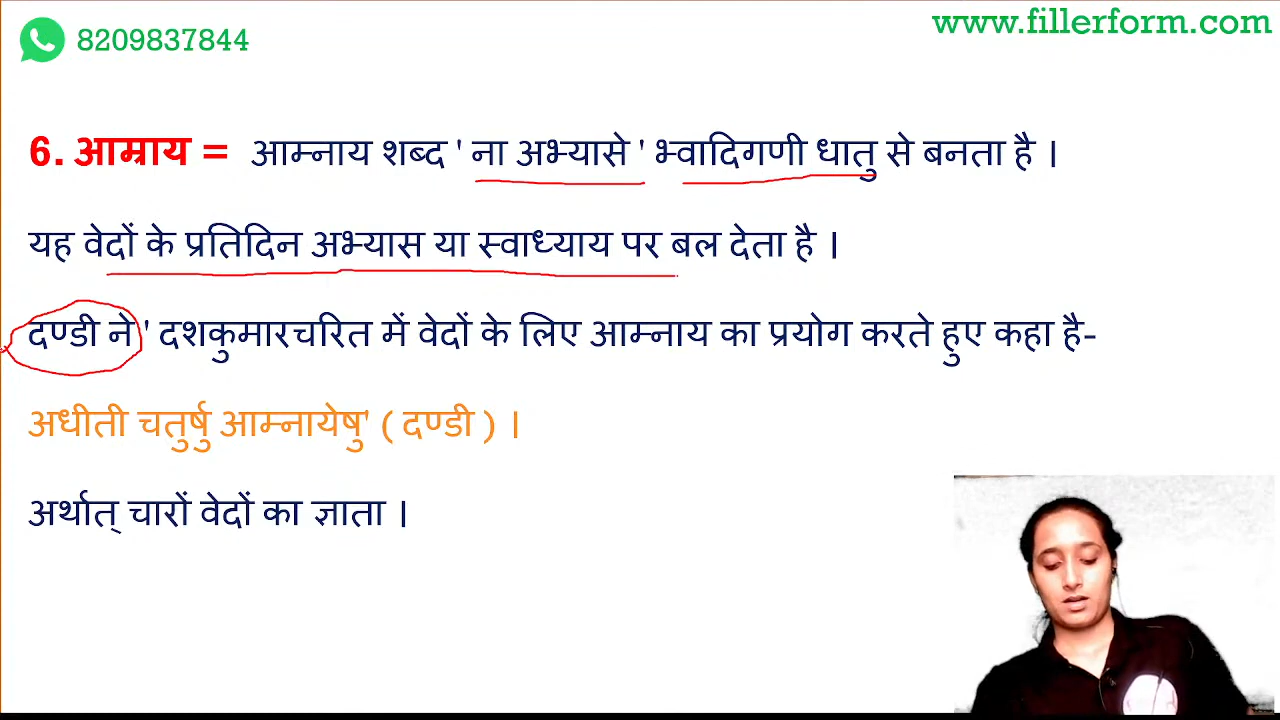 8209837844
www.fillerform.com
6. आम्राय = आम्नाय शब्द ' ना अभ्यासे ' भ्वादिगणी धातु से बनता है ।
यह वेदों के प्रतिदिन अभ्यास या स्वाध्याय पर बल देता है ।
दण्डी ने ' दशकुमारचरित में वेदों के लिए आम्नाय का प्रयोग करते हुए कहा है-
अधीती चतुर्षु आम्नायेषु' ( दण्डी ) ।
अर्थात् चारों वेदों का ज्ञाता ।